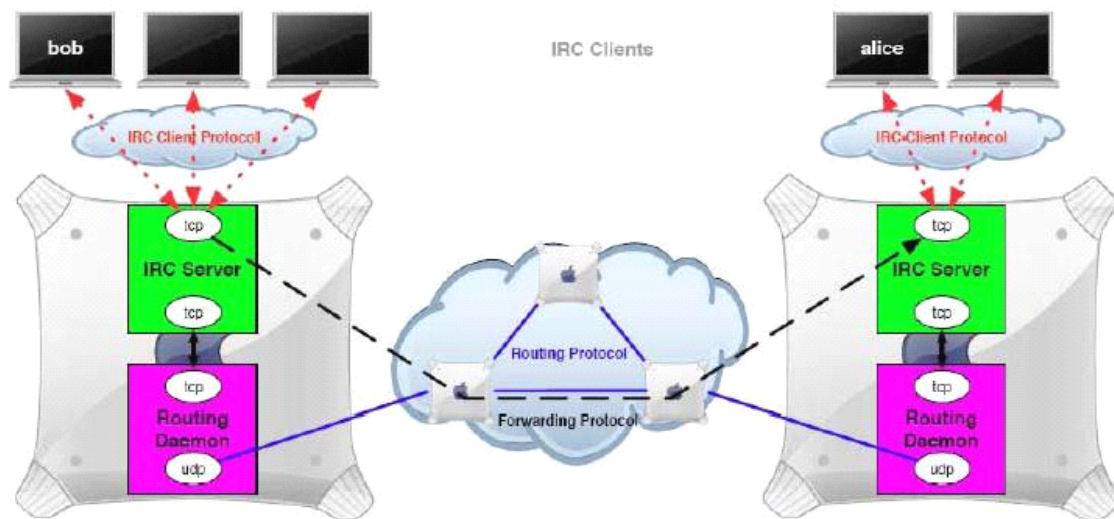 bob
IRC Clients
alice
IRC Client Protocoll
IRC Client Protocol
tcp
IRC Server
tcp
tcp
Routing
Daemon
udp
Routing Protocol
Forwarding Protocol
tcp
IRC Server
tcp
tcp
Routing
Daemon
udp